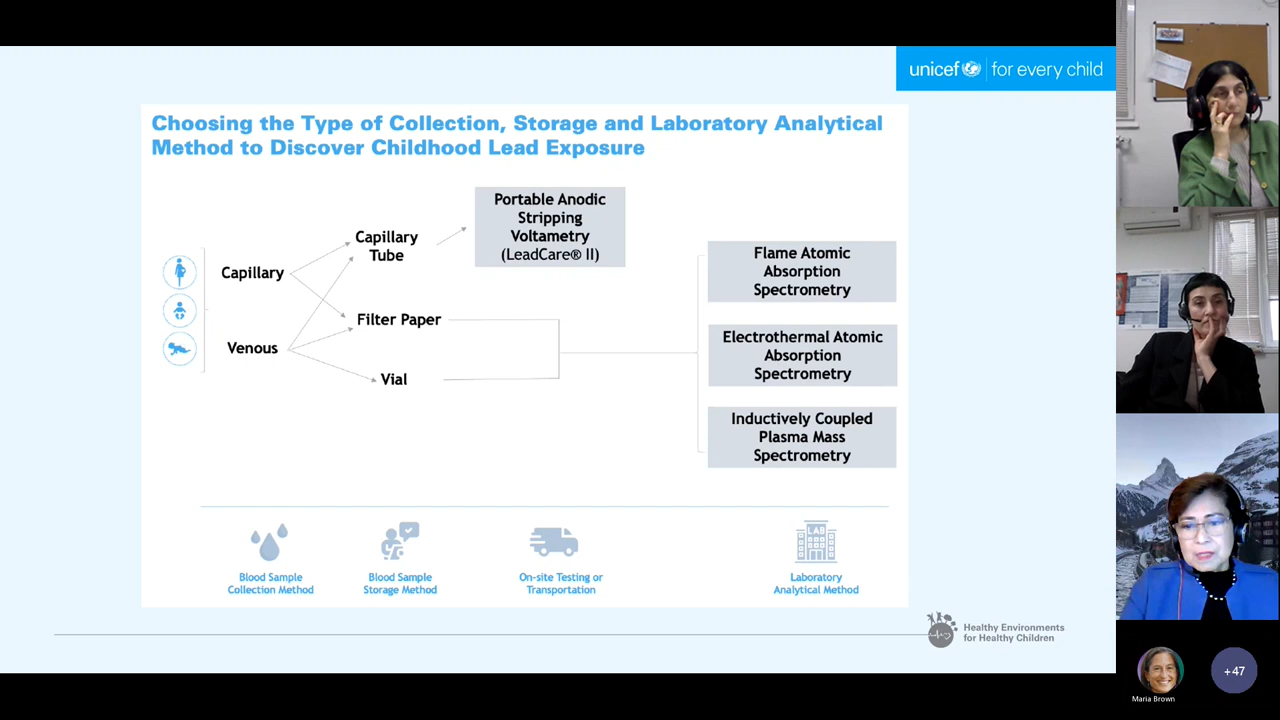 unicef for every child
Choosing the Type of Collection, Storage and Laboratory Analytical
Method to Discover Childhood Lead Exposure
Portable Anodic
Stripping
Voltametry
(LeadCare® II)
Capillary
Tube
Capillary
Filter Paper
Venous
Vial
Flame Atomic
Absorption
Spectrometry
Electrothermal Atomic
Absorption
Spectrometry
Inductively Coupled
Plasma Mass
Spectrometry
LAB
Blood Sample
Collection Method
Blood Sample
Storage Method
On-site Testing or
Transportation
Laboratory
Analytical Method
Healthy Environments
for Healthy Children
Maria Brown
+47